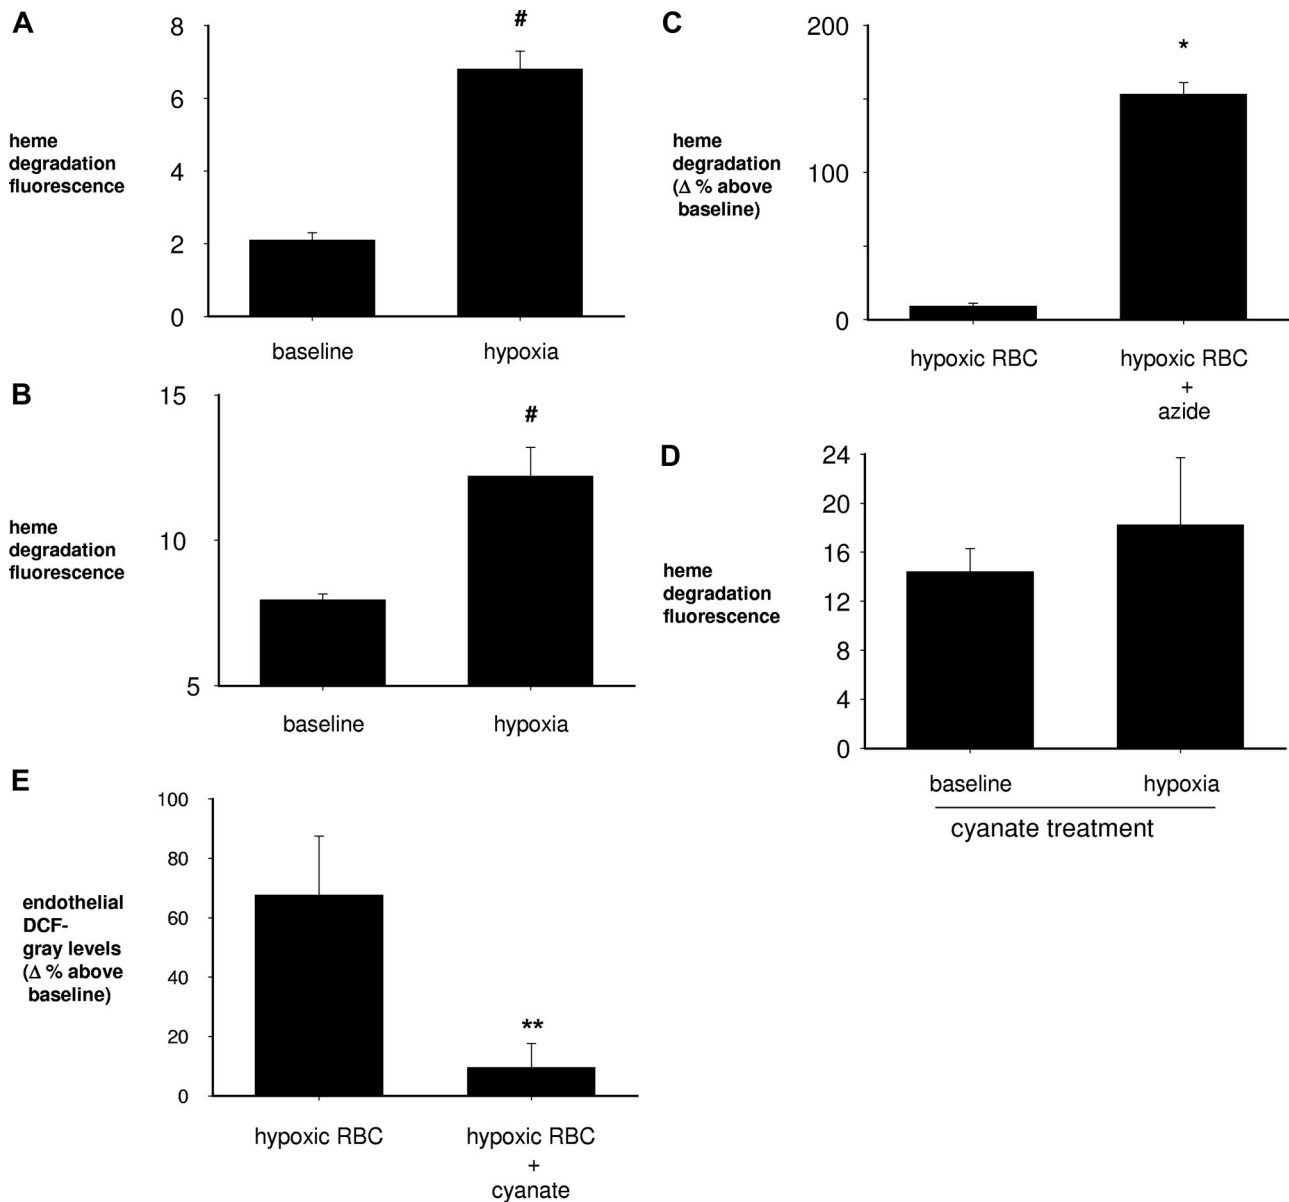 A
8
#
6
heme
degradation
fluorescence
4
2
0
baseline
hypoxia
B
15
#
heme
degradation
fluorescence
10
5
baseline
hypoxia
C
200
*
heme
degradation
(Δ % above
baseline)
100
0
hypoxic RBC
hypoxic RBC
+
azide
D
24
20
16
heme
degradation
fluorescence
12
8
4
0
baseline
hypoxia
cyanate treatment
E
100
80
endothelial
DCF-
gray levels
(Δ % above
baseline)
60
40
20
**
0
hypoxic RBC
hypoxic RBC
+
cyanate